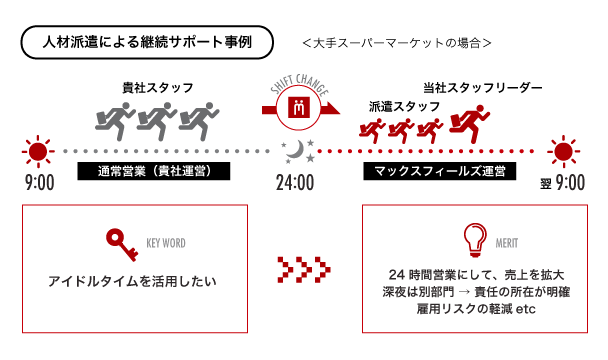 人材派遣による継続サポート事例
＜大手スーパーマーケットの場合＞
貴社スタッフ
SHIFT CHANGE
当社スタッフリーダー
派遣スタッフ
通常営業（貴社運営）
マックスフィールズ運営
9:00
24:00
翌 9:00
KEY WORD
アイドルタイムを活用したい
MERIT
24 時間営業にして、売上を拡大
深夜は別部門 → 責任の所在が明確
雇用リスクの軽減 etc